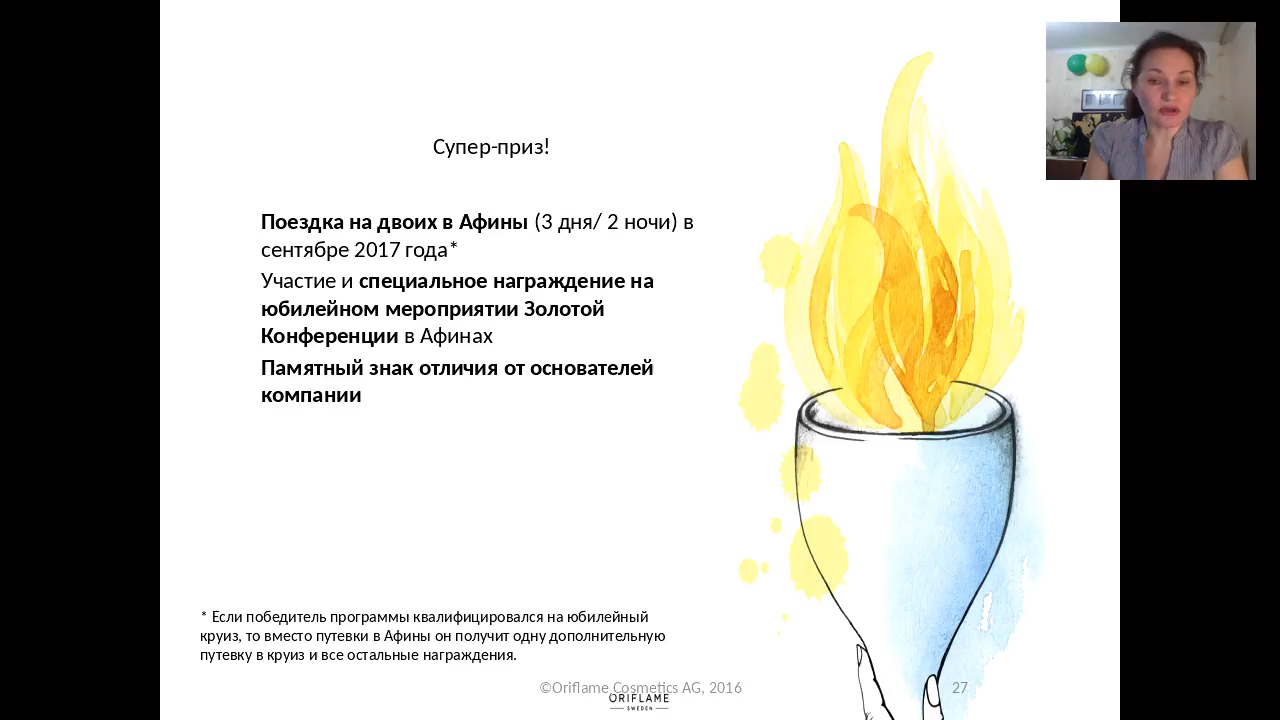 Супер-приз!
Поездка на двоих в Афины (3 дня/ 2 ночи) в
сентябре 2017 года*
Участие и специальное награждение на
юбилейном мероприятии Золотой
Конференции в Афинах
Памятный знак отличия от основателей
компании
* Если победитель программы квалифицировался на юбилейный
круиз, то вместо путевки в Афины он получит одну дополнительную
путевку в круиз и все остальные награждения.
©Oriflame Cosmetics AG, 2016
27
ORIFLAME
SWEDEN